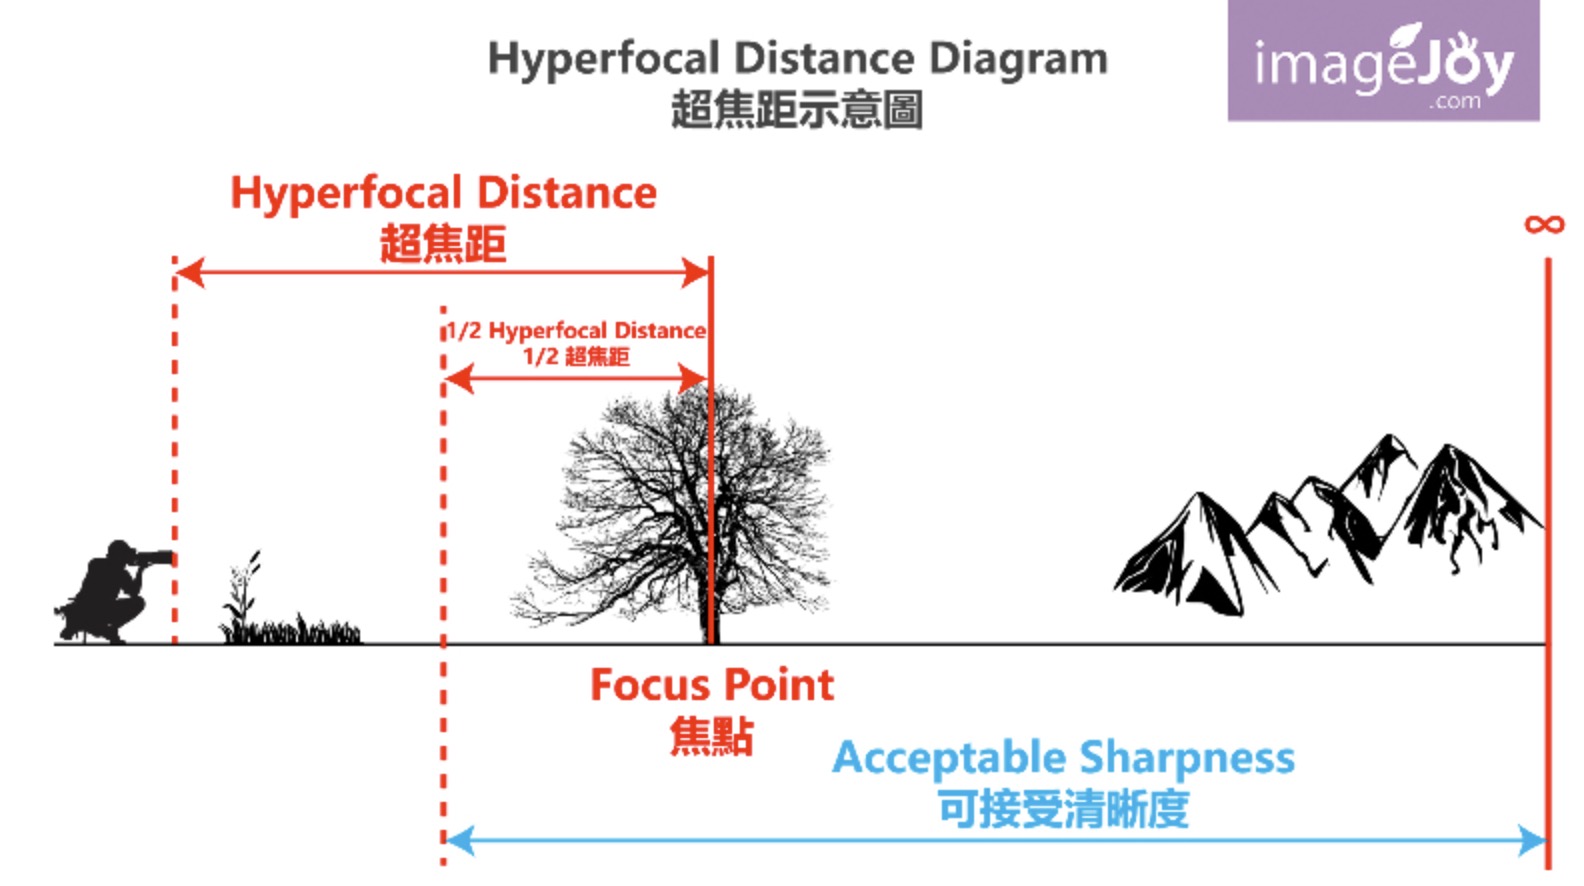 Hyperfocal Distance Diagram
超焦距示意圖
imageJoy
.com
Hyperfocal Distance
超焦距
∞
1/2 Hyperfocal Distance
1/2 超焦距
Focus Point
焦點
Acceptable Sharpness
可接受清晰度